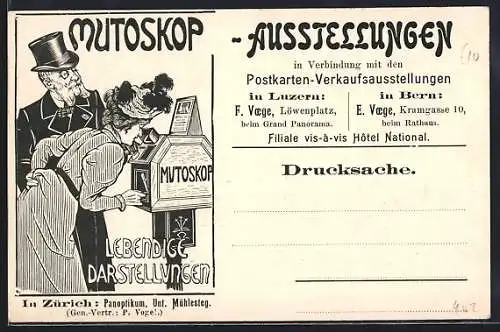 MUTOSKOP
-AUSSTELLUNGEN
in Verbindung mit den
Postkarten-Verkaufsausstellungen
in Luzern:
F. Vœge, Löwenplatz,
beim Grand Panorama.
in Bern:
E. Vœge, Kramgasse 10,
beim Rathaus.
Filiale vis-à-vis Hôtel National.
Drucksache.
MUTOSKOP
LEBENDIGE
DARSTELLUNGEN
In Zürich: Panoptikum, Unt. Mühlesteg.
(Gen.-Vertr.: P. Voge!.)